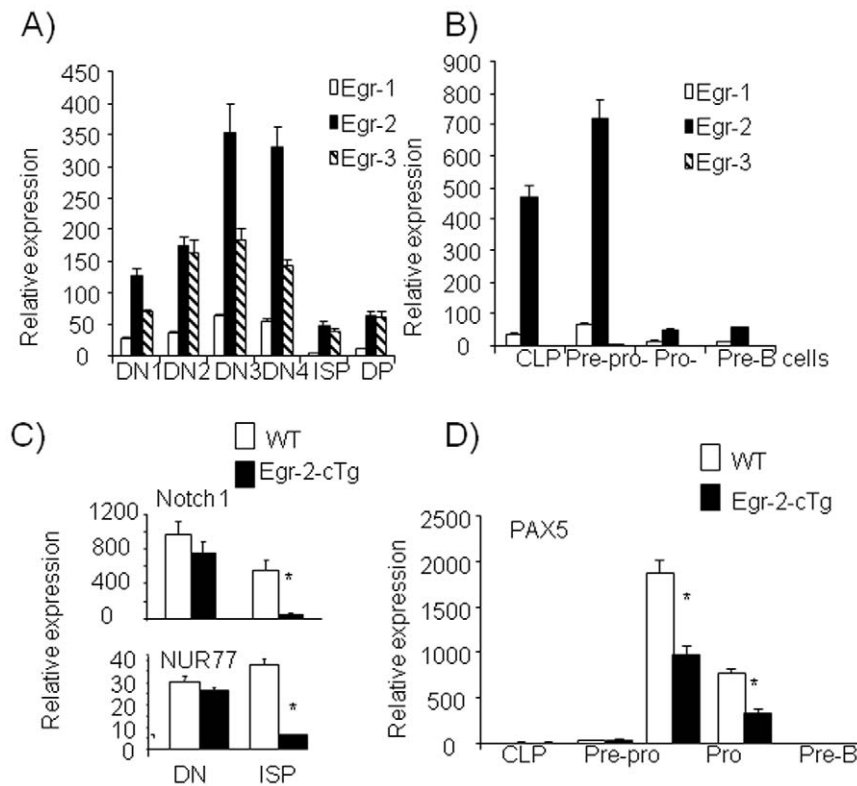 A)
450
400
350
300
250
200
150
100
50
0
Relative expression
Egr-1
Egr-2
Egr-3
DN1 DN2 DN3 DN4 ISP DP
B)
900
800
700
600
500
400
300
200
100
0
Relative expression
Egr-1
Egr-2
Egr-3
CLP Pre-pro- Pro- Pre-B cells
C)
WT
Egr-2-cTg
Notch1
1200
800
400
0
*
NUR77
40
30
20
10
0
*
Relative expression
DN ISP
D)
WT
Egr-2-cTg
PAX5
2500
2000
1500
1000
500
0
Relative expression
*
*
CLP Pre-pro Pro Pre-B